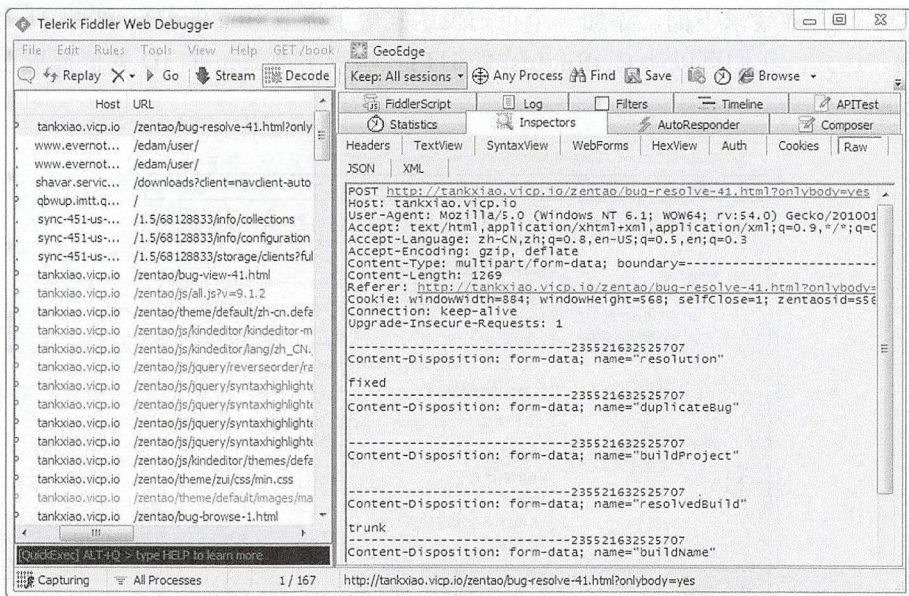 Telerik Fiddler Web Debugger
File Edit Rules Tools View Help GET /book
GeoEdge
Replay Go Stream Decode
Keep: All sessions Any Process Find Save Browse
Host URL
tankxiao.vicp.io /zentao/bug-resolve-41.html?only
www.evernot... /edam/user/
www.evernot... /edam/user/
shavar.servic... /downloads?client=navclient-auto
qbwup.imtt.q... /
sync-451-us-... /1.5/68128833/info/collections
sync-451-us-... /1.5/68128833/info/configuration
sync-451-us-... /1.5/68128833/storage/clients?ful
tankxiao.vicp.io /zentao/bug-view-41.html
tankxiao.vicp.io /zentao/js/all.js?v=9.1.2
tankxiao.vicp.io /zentao/theme/default/zh-cn.defa
tankxiao.vicp.io /zentao/js/kindeditor/kindeditor-m
tankxiao.vicp.io /zentao/js/kindeditor/lang/zh_CN.
tankxiao.vicp.io /zentao/js/jquery/reverseorder/ra
tankxiao.vicp.io /zentao/js/jquery/syntaxhighlighte
tankxiao.vicp.io /zentao/js/jquery/syntaxhighlighte
tankxiao.vicp.io /zentao/js/jquery/syntaxhighlighte
tankxiao.vicp.io /zentao/js/kindeditor/themes/defa
tankxiao.vicp.io /zentao/theme/zui/css/min.css
tankxiao.vicp.io /zentao/theme/default/images/ma
tankxiao.vicp.io /zentao/bug-browse-1.html
[QuickExec] ALT+Q > type HELP to learn more
FiddlerScript Log Filters Timeline APITest
Statistics Inspectors AutoResponder Composer
Headers TextView SyntaxView WebForms HexView Auth Cookies Raw
JSON XML
POST http://tankxiao.vicp.io/zentao/bug-resolve-41.html?onlybody=yes
Host: tankxiao.vicp.io
User-Agent: Mozilla/5.0 (Windows NT 6.1; WOW64; rv:54.0) Gecko/201001
Accept: text/html,application/xhtml+xml,application/xml;q=0.9,*/*;q=0
Accept-Language: zh-CN,zh;q=0.8,en-US;q=0.5,en;q=0.3
Accept-Encoding: gzip, deflate
Content-Type: multipart/form-data; boundary=---------------------------
Content-Length: 1269
Referer: http://tankxiao.vicp.io/zentao/bug-resolve-41.html?onlybody=
Cookie: windowWidth=884; windowHeight=568; selfClose=1; zentaosid=s56
Connection: keep-alive
Upgrade-Insecure-Requests: 1
-----------------------------235521632525707
Content-Disposition: form-data; name="resolution"
fixed
-----------------------------235521632525707
Content-Disposition: form-data; name="duplicateBug"
-----------------------------235521632525707
Content-Disposition: form-data; name="buildProject"
-----------------------------235521632525707
Content-Disposition: form-data; name="resolvedBuild"
trunk
-----------------------------235521632525707
Content-Disposition: form-data; name="buildName"
Capturing All Processes 1 / 167 http://tankxiao.vicp.io/zentao/bug-resolve-41.html?onlybody=yes